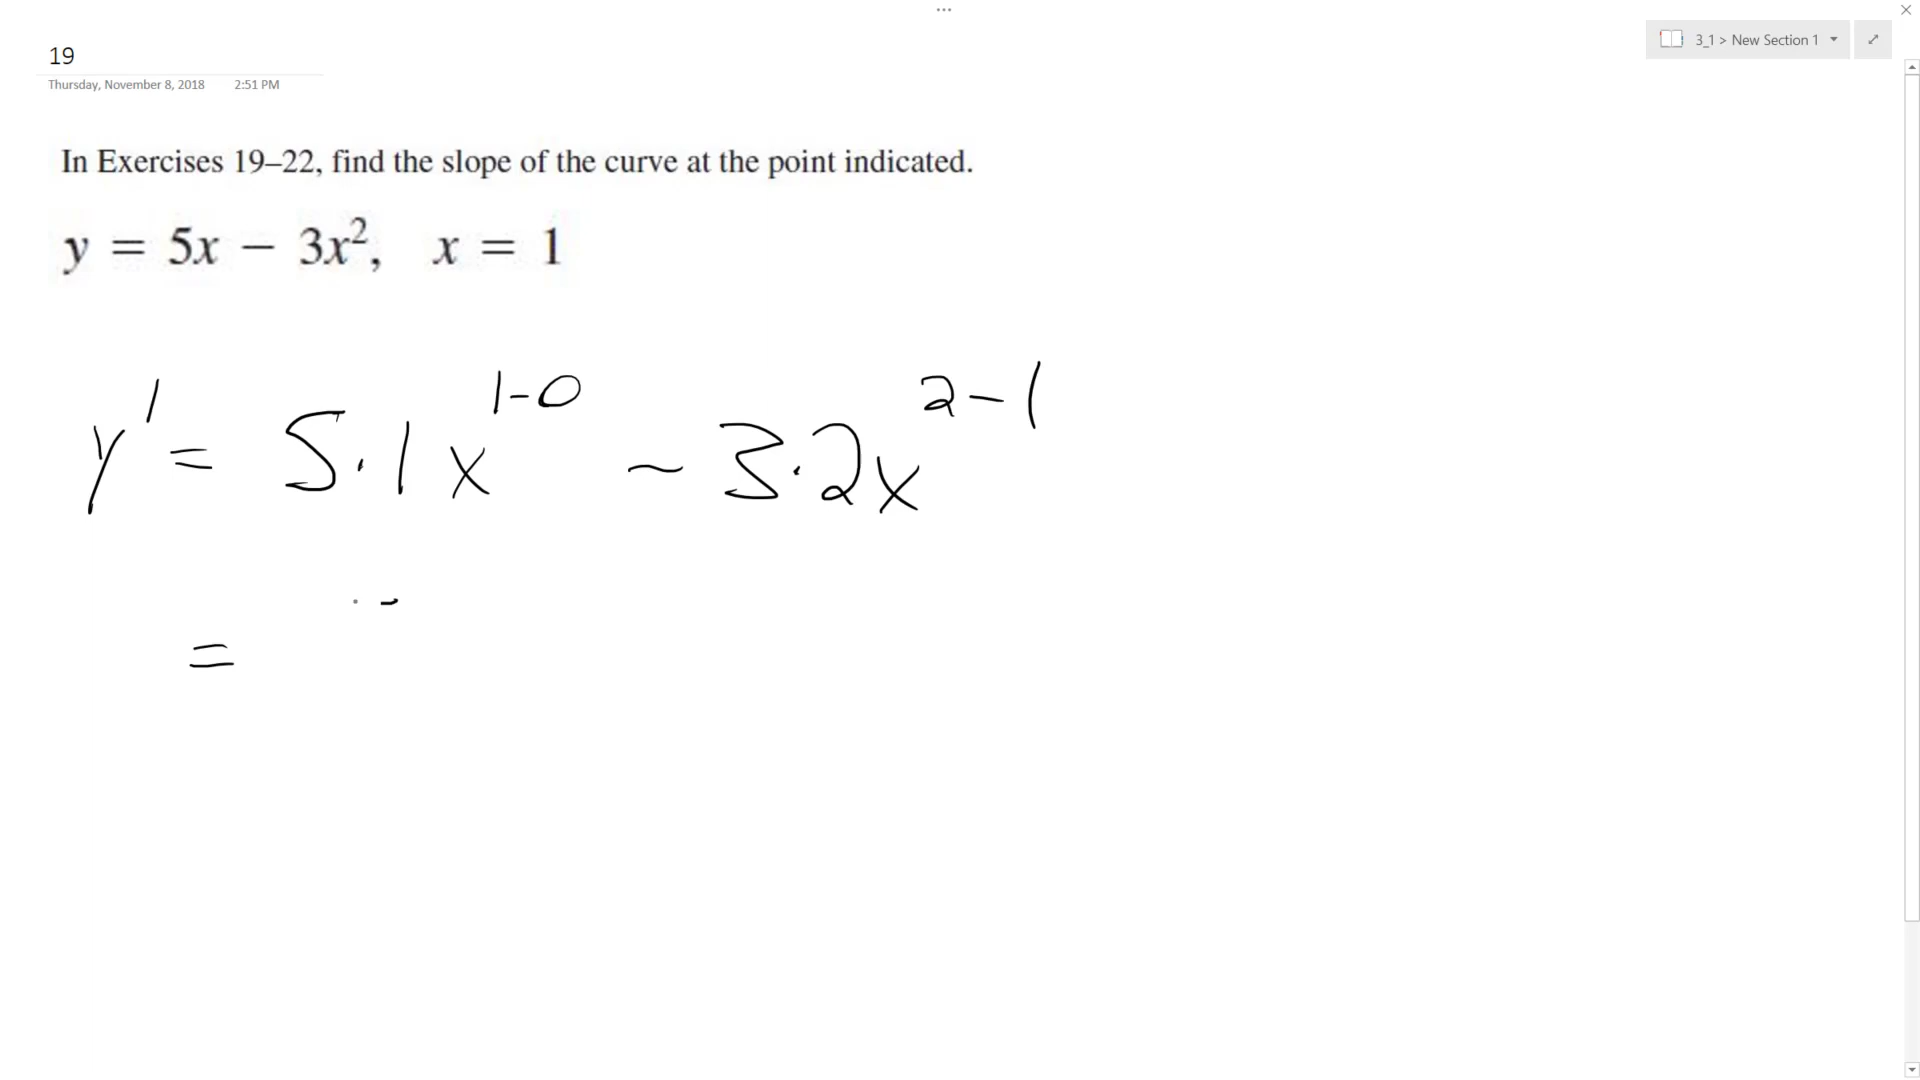 ...
19
3_1 > New Section 1
Thursday, November 8, 2018 2:51 PM
In Exercises 19–22, find the slope of the curve at the point indicated.
y = 5x − 3x², x = 1
y' = 5·1x^{1-0} - 3·2x^{2-1}
=